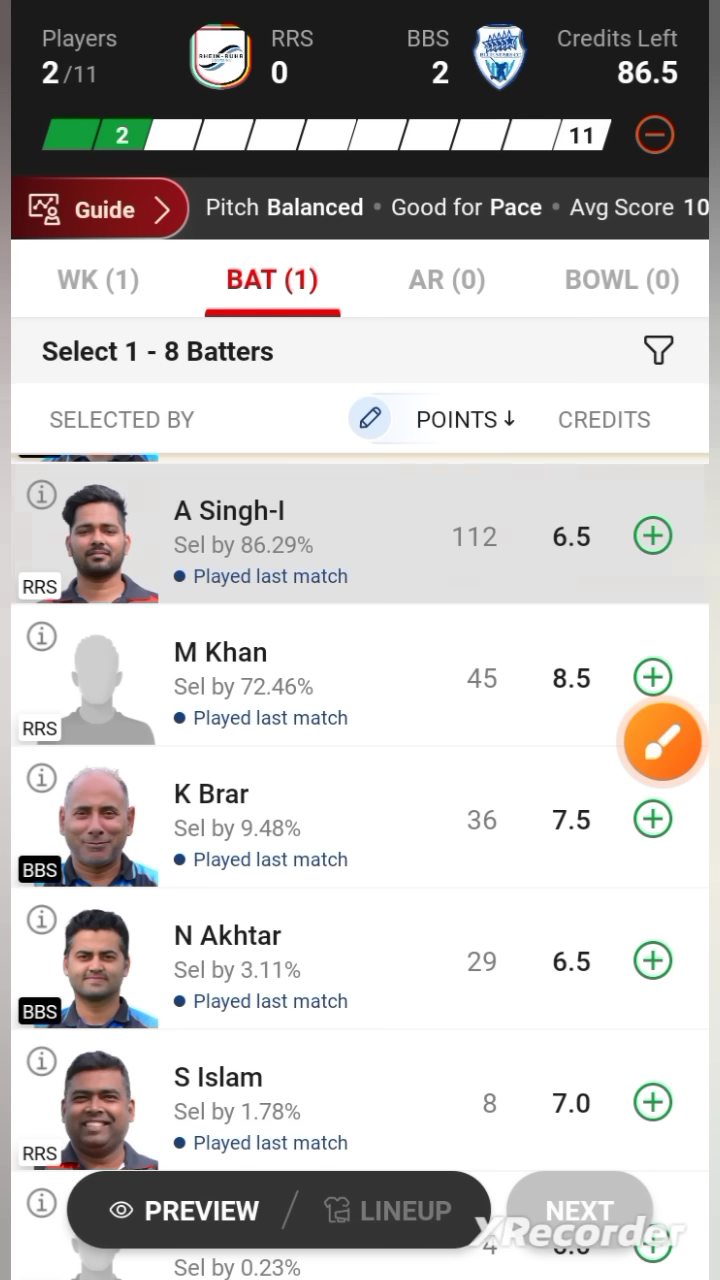 Players
2/11
RRS
0
BBS
2
Credits Left
86.5
RHEIN-RUHR
2
11
Guide
Pitch Balanced • Good for Pace • Avg Score 10
WK (1)
BAT (1)
AR (0)
BOWL (0)
Select 1 - 8 Batters
SELECTED BY
POINTS↓
CREDITS
A Singh-I
Sel by 86.29%
112
6.5
Played last match
RRS
M Khan
Sel by 72.46%
45
8.5
Played last match
RRS
K Brar
Sel by 9.48%
36
7.5
Played last match
BBS
N Akhtar
Sel by 3.11%
29
6.5
Played last match
BBS
S Islam
Sel by 1.78%
8
7.0
Played last match
RRS
PREVIEW / LINEUP
NEXT
XRecorder
4
Sel by 0.23%